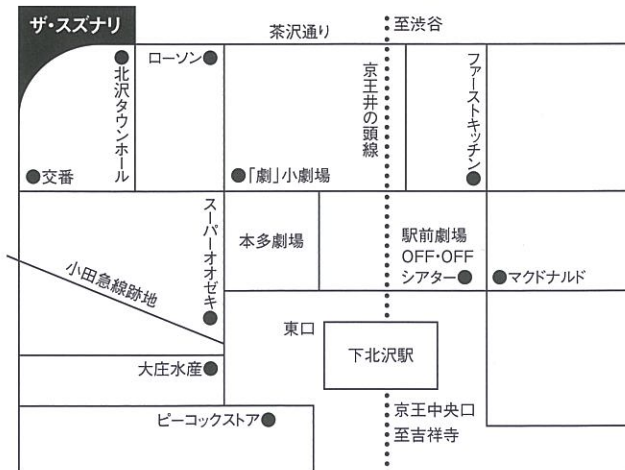 ザ・スズナリ
茶沢通り
至渋谷
北沢タウンホール
ローソン
京王井の頭線
ファーストキッチン
交番
「劇」小劇場
スーパーオオゼキ
本多劇場
駅前劇場
OFF・OFF
シアター
マクドナルド
小田急線跡地
東口
下北沢駅
大庄水産
ピーコックストア
京王中央口
至吉祥寺